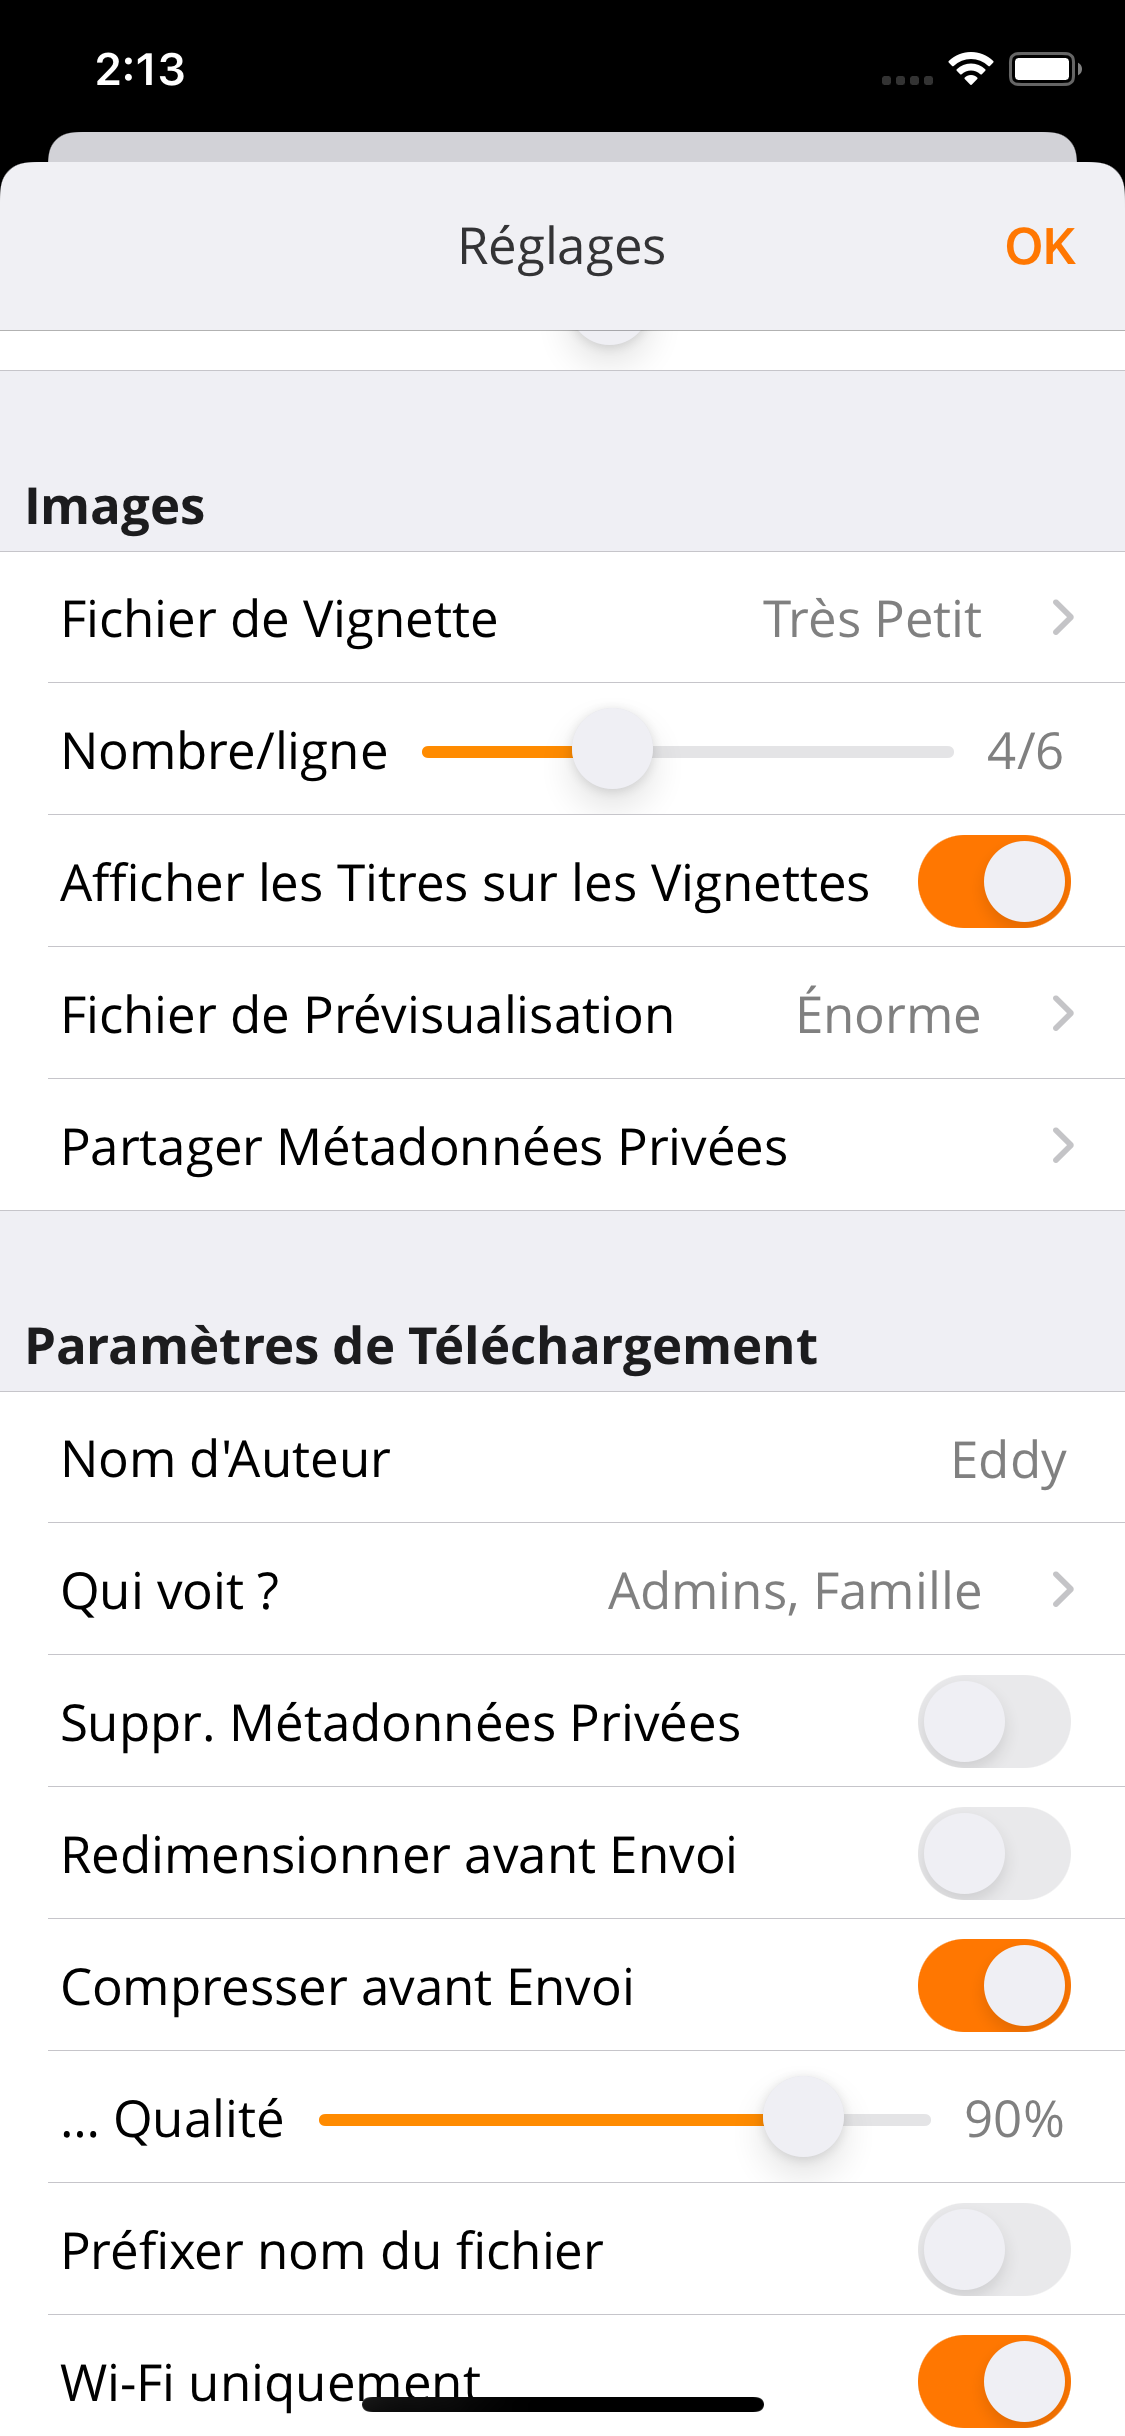 2:13
Réglages
OK
Images
Fichier de Vignette Très Petit
Nombre/ligne 4/6
Afficher les Titres sur les Vignettes
Fichier de Prévisualisation Énorme
Partager Métadonnées Privées
Paramètres de Téléchargement
Nom d'Auteur Eddy
Qui voit ? Admins, Famille
Suppr. Métadonnées Privées
Redimensionner avant Envoi
Compresser avant Envoi
... Qualité 90%
Préfixer nom du fichier
Wi-Fi uniquement